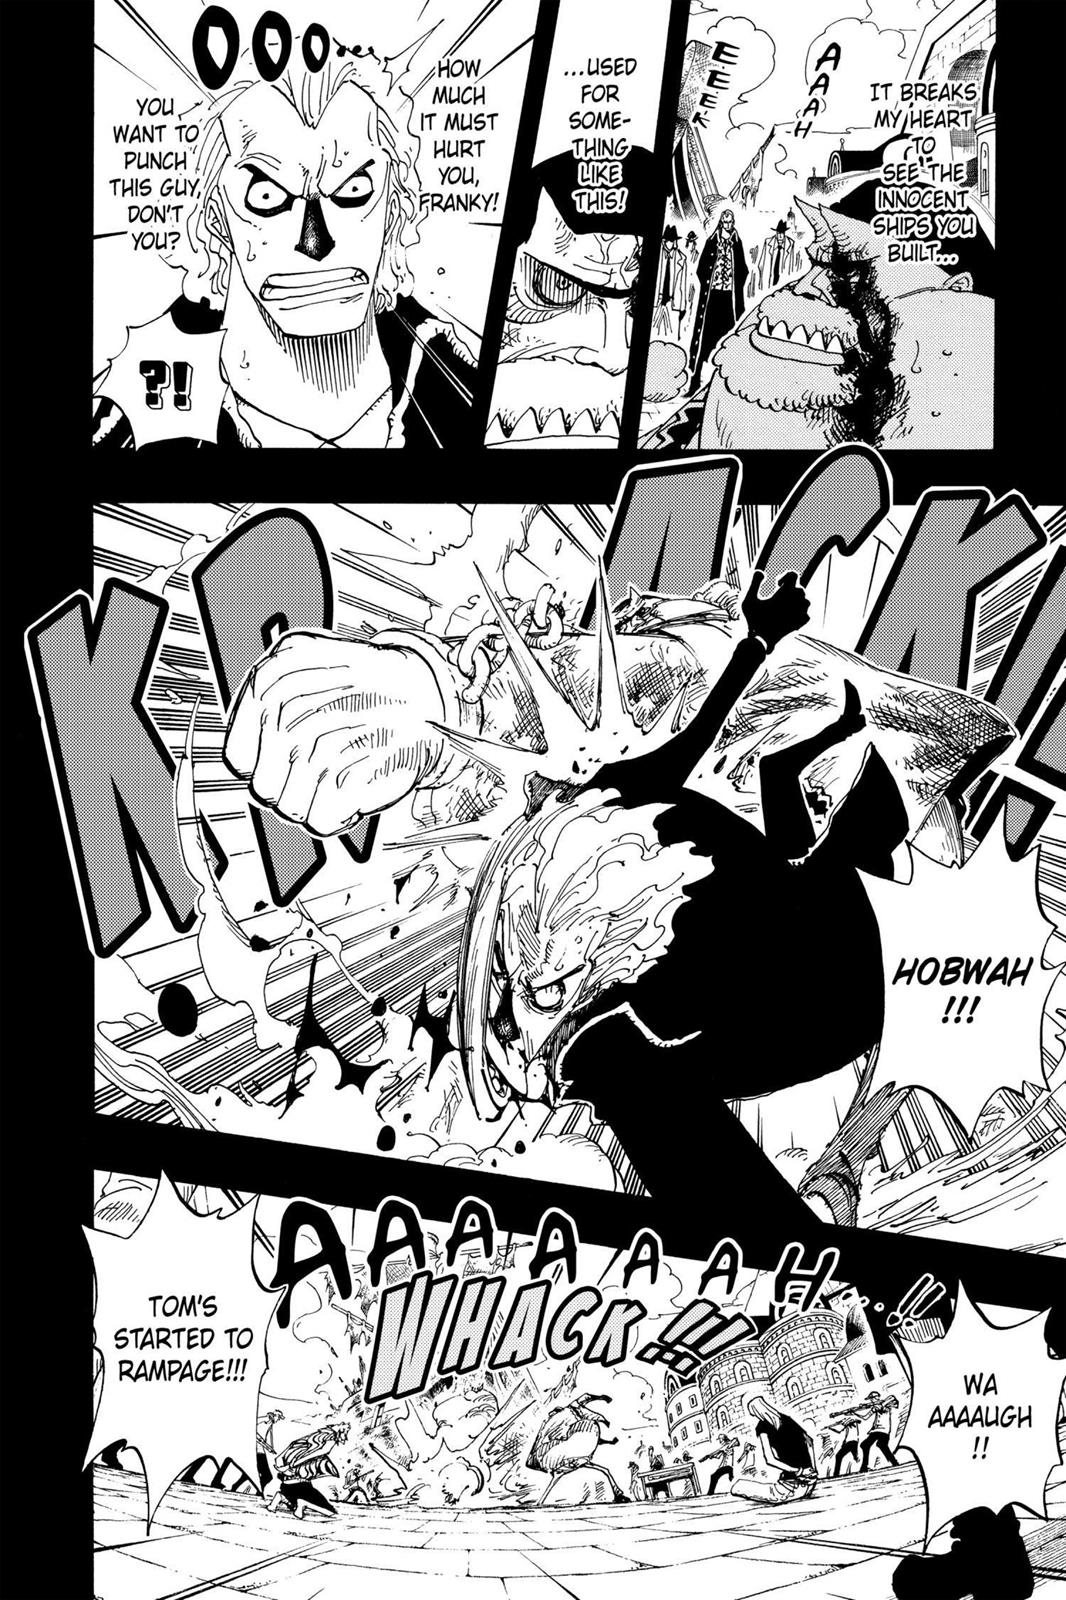 IT BREAKS
MY HEART
TO
SEE THE
INNOCENT
SHIPS YOU
BUILT...
AAAH
EEEEK
...USED
FOR
SOME-
THING
LIKE
THIS!
HOW
MUCH
IT MUST
HURT
YOU,
FRANKY!
YOU
WANT TO
PUNCH
THIS GUY,
DON'T
YOU?
?!
KRRACK!!
HOBWAH
!!!
AAAAAAAH...!!
WHACK!!!
WA
AAAAUGH
!!
TOM'S
STARTED TO
RAMPAGE!!!